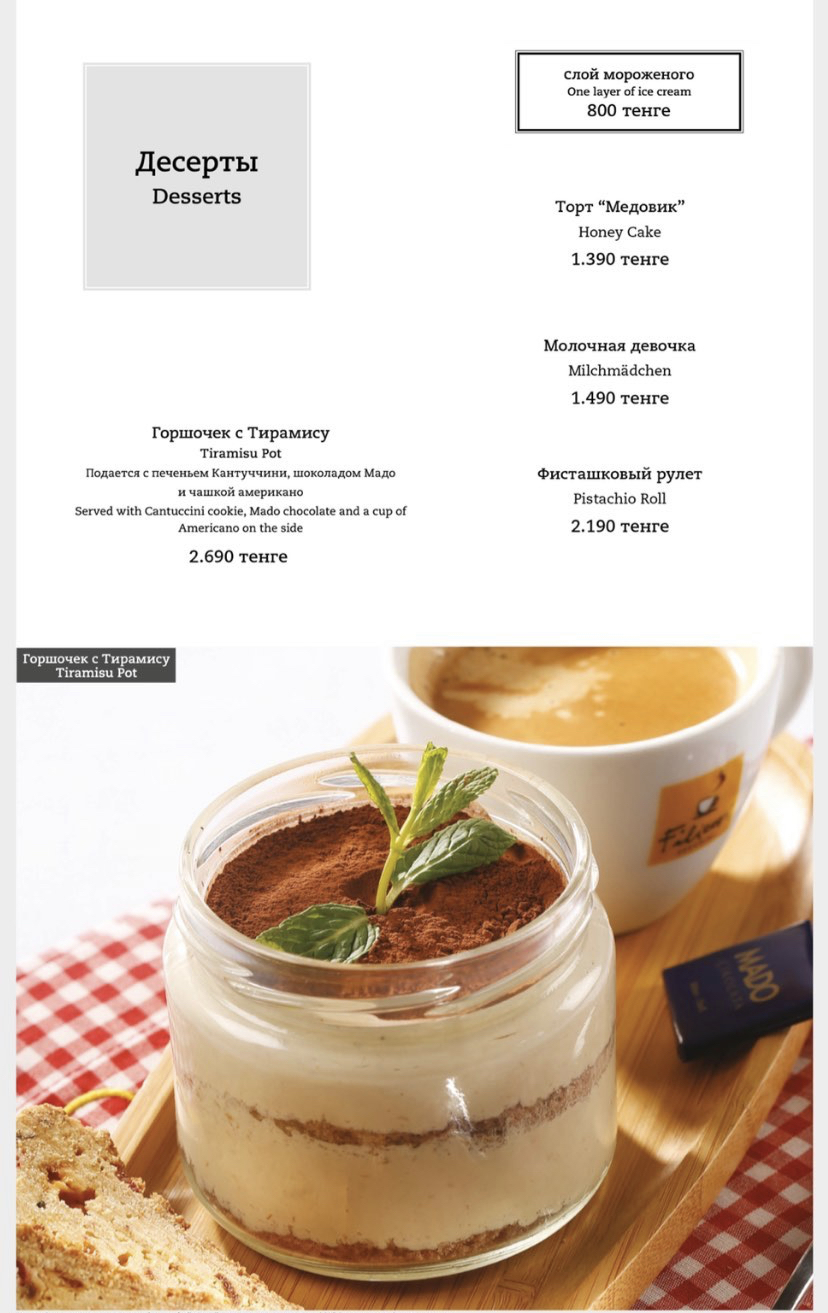 Десерты
Desserts
слой мороженого
One layer of ice cream
800 тенге
Торт “Медовик”
Honey Cake
1.390 тенге
Молочная девочка
Milchmädchen
1.490 тенге
Фисташковый рулет
Pistachio Roll
2.190 тенге
Горшочек с Тирамису
Tiramisu Pot
Подается с печеньем Кантуччини, шоколадом Мадо
и чашкой американо
Served with Cantuccini cookie, Mado chocolate and a cup of
Americano on the side
2.690 тенге
Горшочек с Тирамису
Tiramisu Pot
MADO